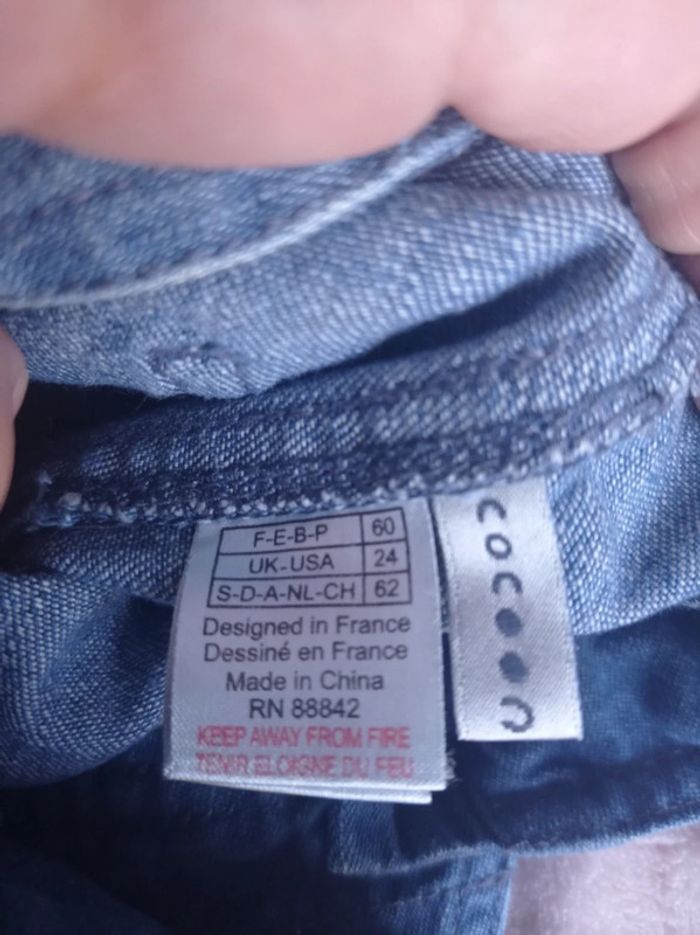 F-E-B-P 60
UK-USA 24
S-D-A-NL-CH 62
Designed in France
Dessiné en France
Made in China
RN 88842
KEEP AWAY FROM FIRE
TENIR ELOIGNE DU FEU
COCOON